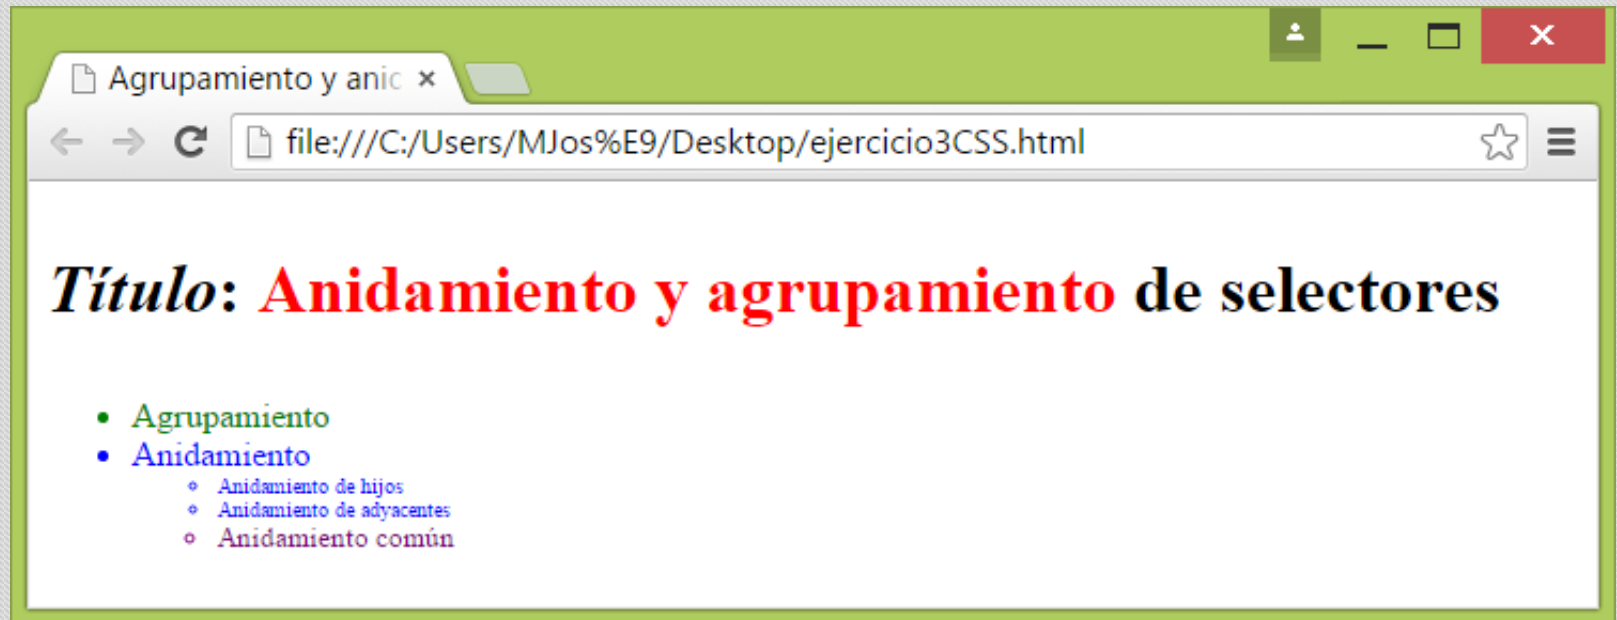 Agrupamiento y anic
file:///C:/Users/MJos%E9/Desktop/ejercicio3CSS.html
Título: Anidamiento y agrupamiento de selectores
Agrupamiento
Anidamiento
Anidamiento de hijos
Anidamiento de adyacentes
Anidamiento común